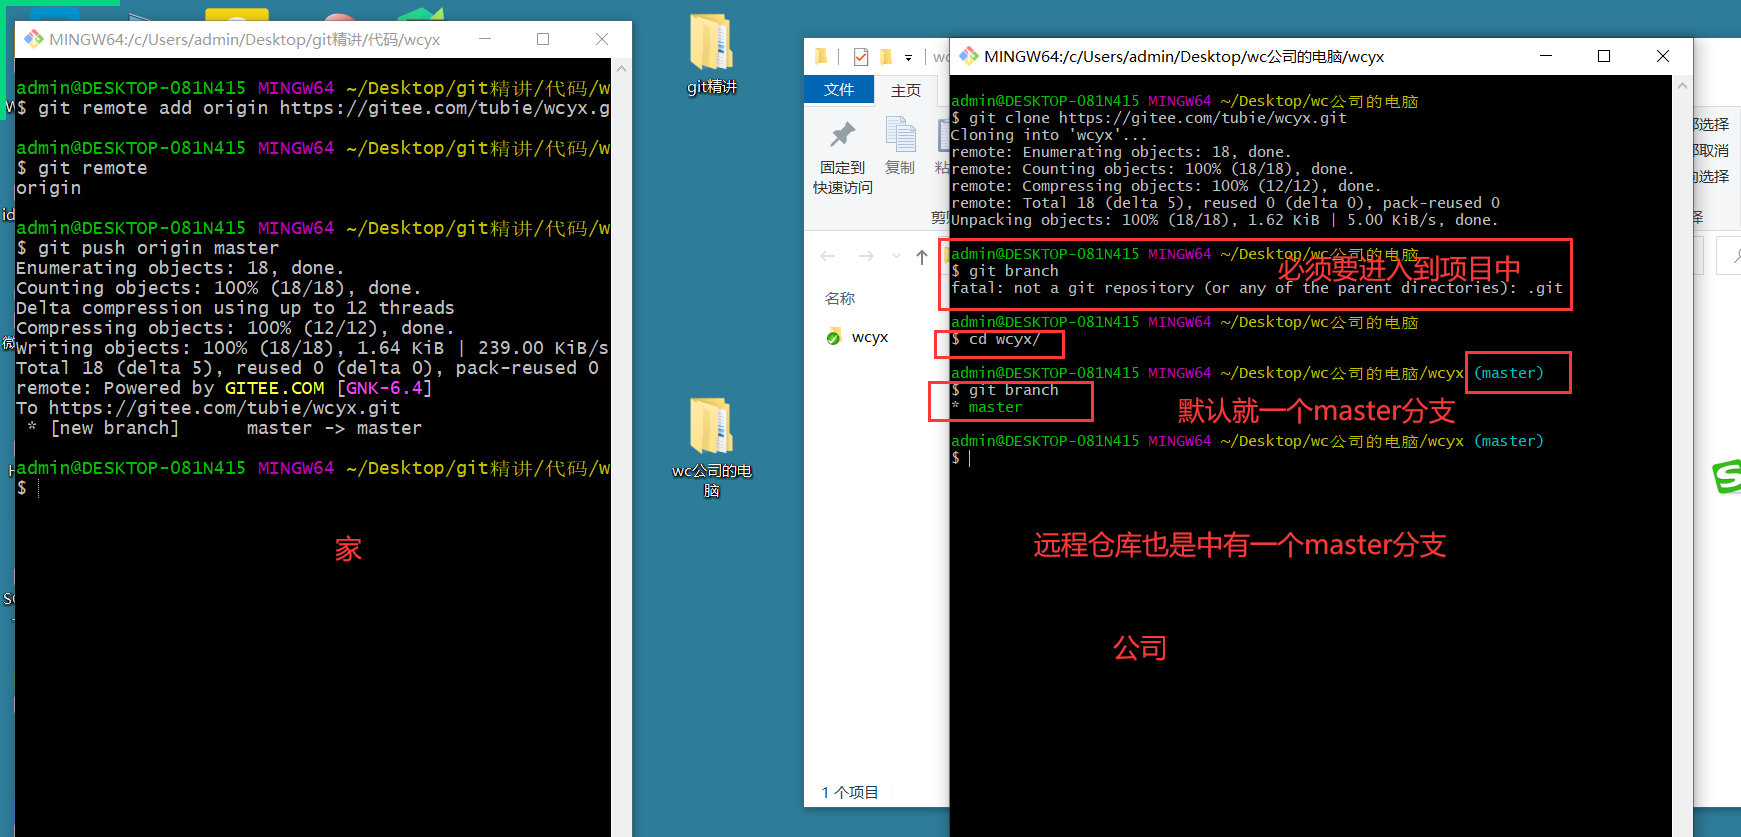 MINGW64:/c/Users/admin/Desktop/git精讲/代码/wcyx
admin@DESKTOP-081N415 MINGW64 ~/Desktop/git精讲/代码/w
$ git remote add origin https://gitee.com/tubie/wcyx.g
admin@DESKTOP-081N415 MINGW64 ~/Desktop/git精讲/代码/w
$ git remote
origin
admin@DESKTOP-081N415 MINGW64 ~/Desktop/git精讲/代码/w
$ git push origin master
Enumerating objects: 18, done.
Counting objects: 100% (18/18), done.
Delta compression using up to 12 threads
Compressing objects: 100% (12/12), done.
Writing objects: 100% (18/18), 1.64 KiB | 239.00 KiB/s
Total 18 (delta 5), reused 0 (delta 0), pack-reused 0
remote: Powered by GITEE.COM [GNK-6.4]
To https://gitee.com/tubie/wcyx.git
 * [new branch]      master -> master
admin@DESKTOP-081N415 MINGW64 ~/Desktop/git精讲/代码/w
$
家
git精讲
wc公司的电
脑
文件
主页
固定到
快速访问
复制
名称
wcyx
1 个项目
选择
取消
选择
MINGW64:/c/Users/admin/Desktop/wc公司的电脑/wcyx
admin@DESKTOP-081N415 MINGW64 ~/Desktop/wc公司的电脑
$ git clone https://gitee.com/tubie/wcyx.git
Cloning into 'wcyx'...
remote: Enumerating objects: 18, done.
remote: Counting objects: 100% (18/18), done.
remote: Compressing objects: 100% (12/12), done.
remote: Total 18 (delta 5), reused 0 (delta 0), pack-reused 0
Unpacking objects: 100% (18/18), 1.62 KiB | 5.00 KiB/s, done.
admin@DESKTOP-081N415 MINGW64 ~/Desktop/wc公司的电脑
$ git branch
必须要进入到项目中
fatal: not a git repository (or any of the parent directories): .git
admin@DESKTOP-081N415 MINGW64 ~/Desktop/wc公司的电脑
$ cd wcyx/
admin@DESKTOP-081N415 MINGW64 ~/Desktop/wc公司的电脑/wcyx (master)
$ git branch
* master
默认就一个master分支
admin@DESKTOP-081N415 MINGW64 ~/Desktop/wc公司的电脑/wcyx (master)
$
远程仓库也是中有一个master分支
公司